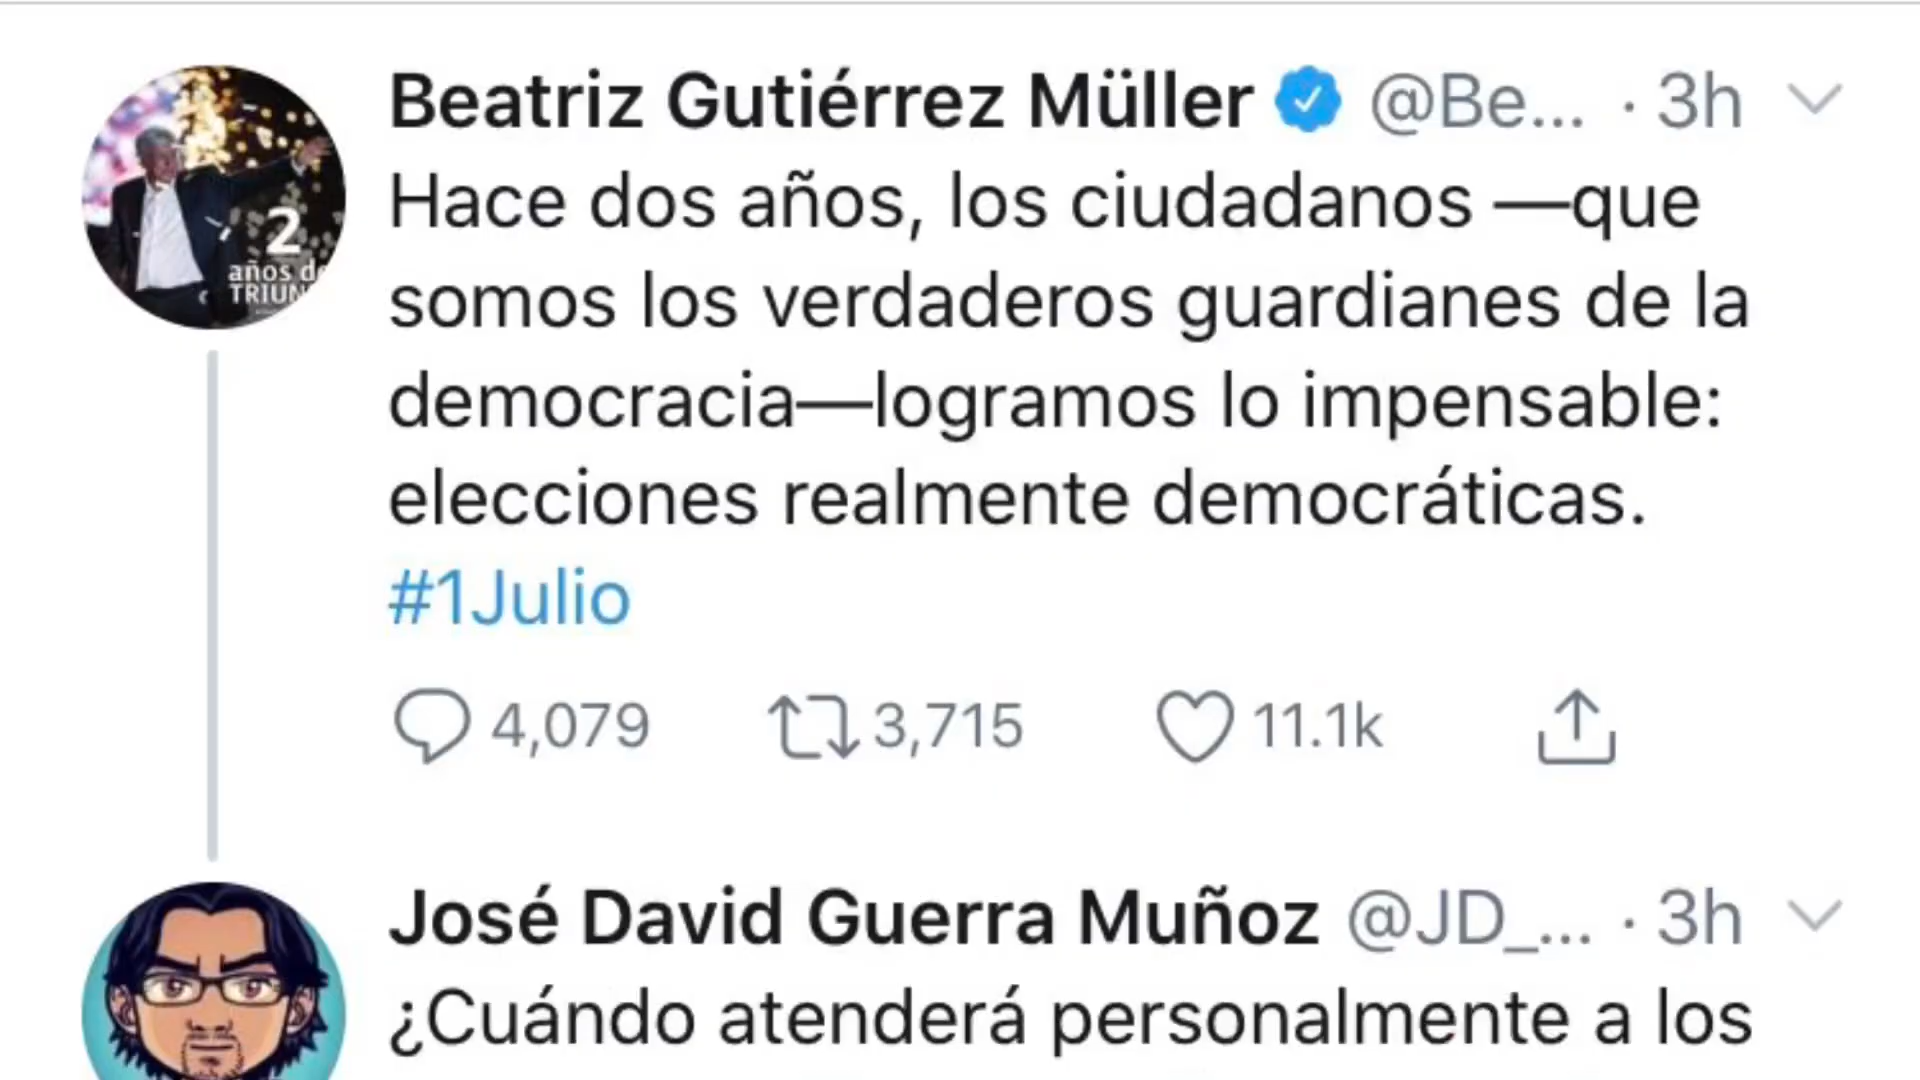 Beatriz Gutiérrez Müller @Be... · 3h
Hace dos años, los ciudadanos —que
somos los verdaderos guardianes de la
democracia—logramos lo impensable:
elecciones realmente democráticas.
#1Julio
4,079 3,715 11.1k
2
años de
TRIUN
José David Guerra Muñoz @JD_... · 3h
¿Cuándo atenderá personalmente a los